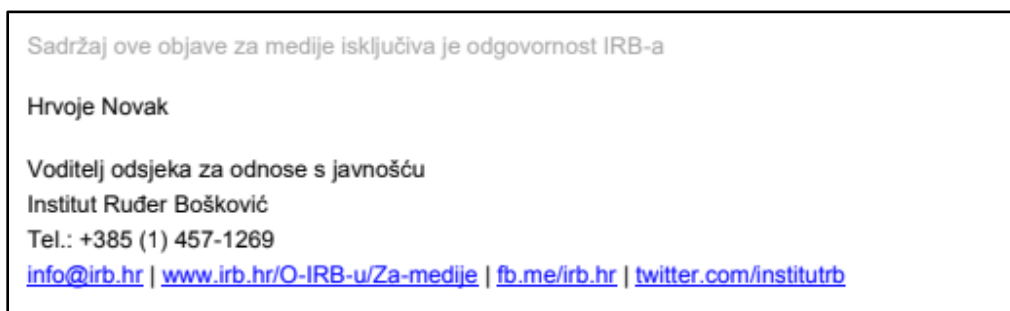 Sadržaj ove objave za medije isključiva je odgovornost IRB-a
Hrvoje Novak
Voditelj odsjeka za odnose s javnošću
Institut Ruđer Bošković
Tel.: +385 (1) 457-1269
info@irb.hr | www.irb.hr/O-IRB-u/Za-medije | fb.me/irb.hr | twitter.com/institutrb